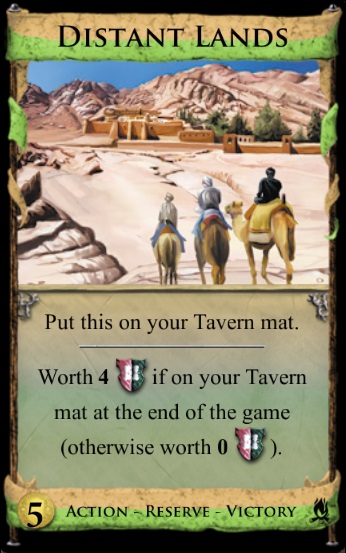 DISTANT LANDS
Put this on your Tavern mat.
Worth 4 if on your Tavern
mat at the end of the game
(otherwise worth 0 ).
5 ACTION – RESERVE – VICTORY